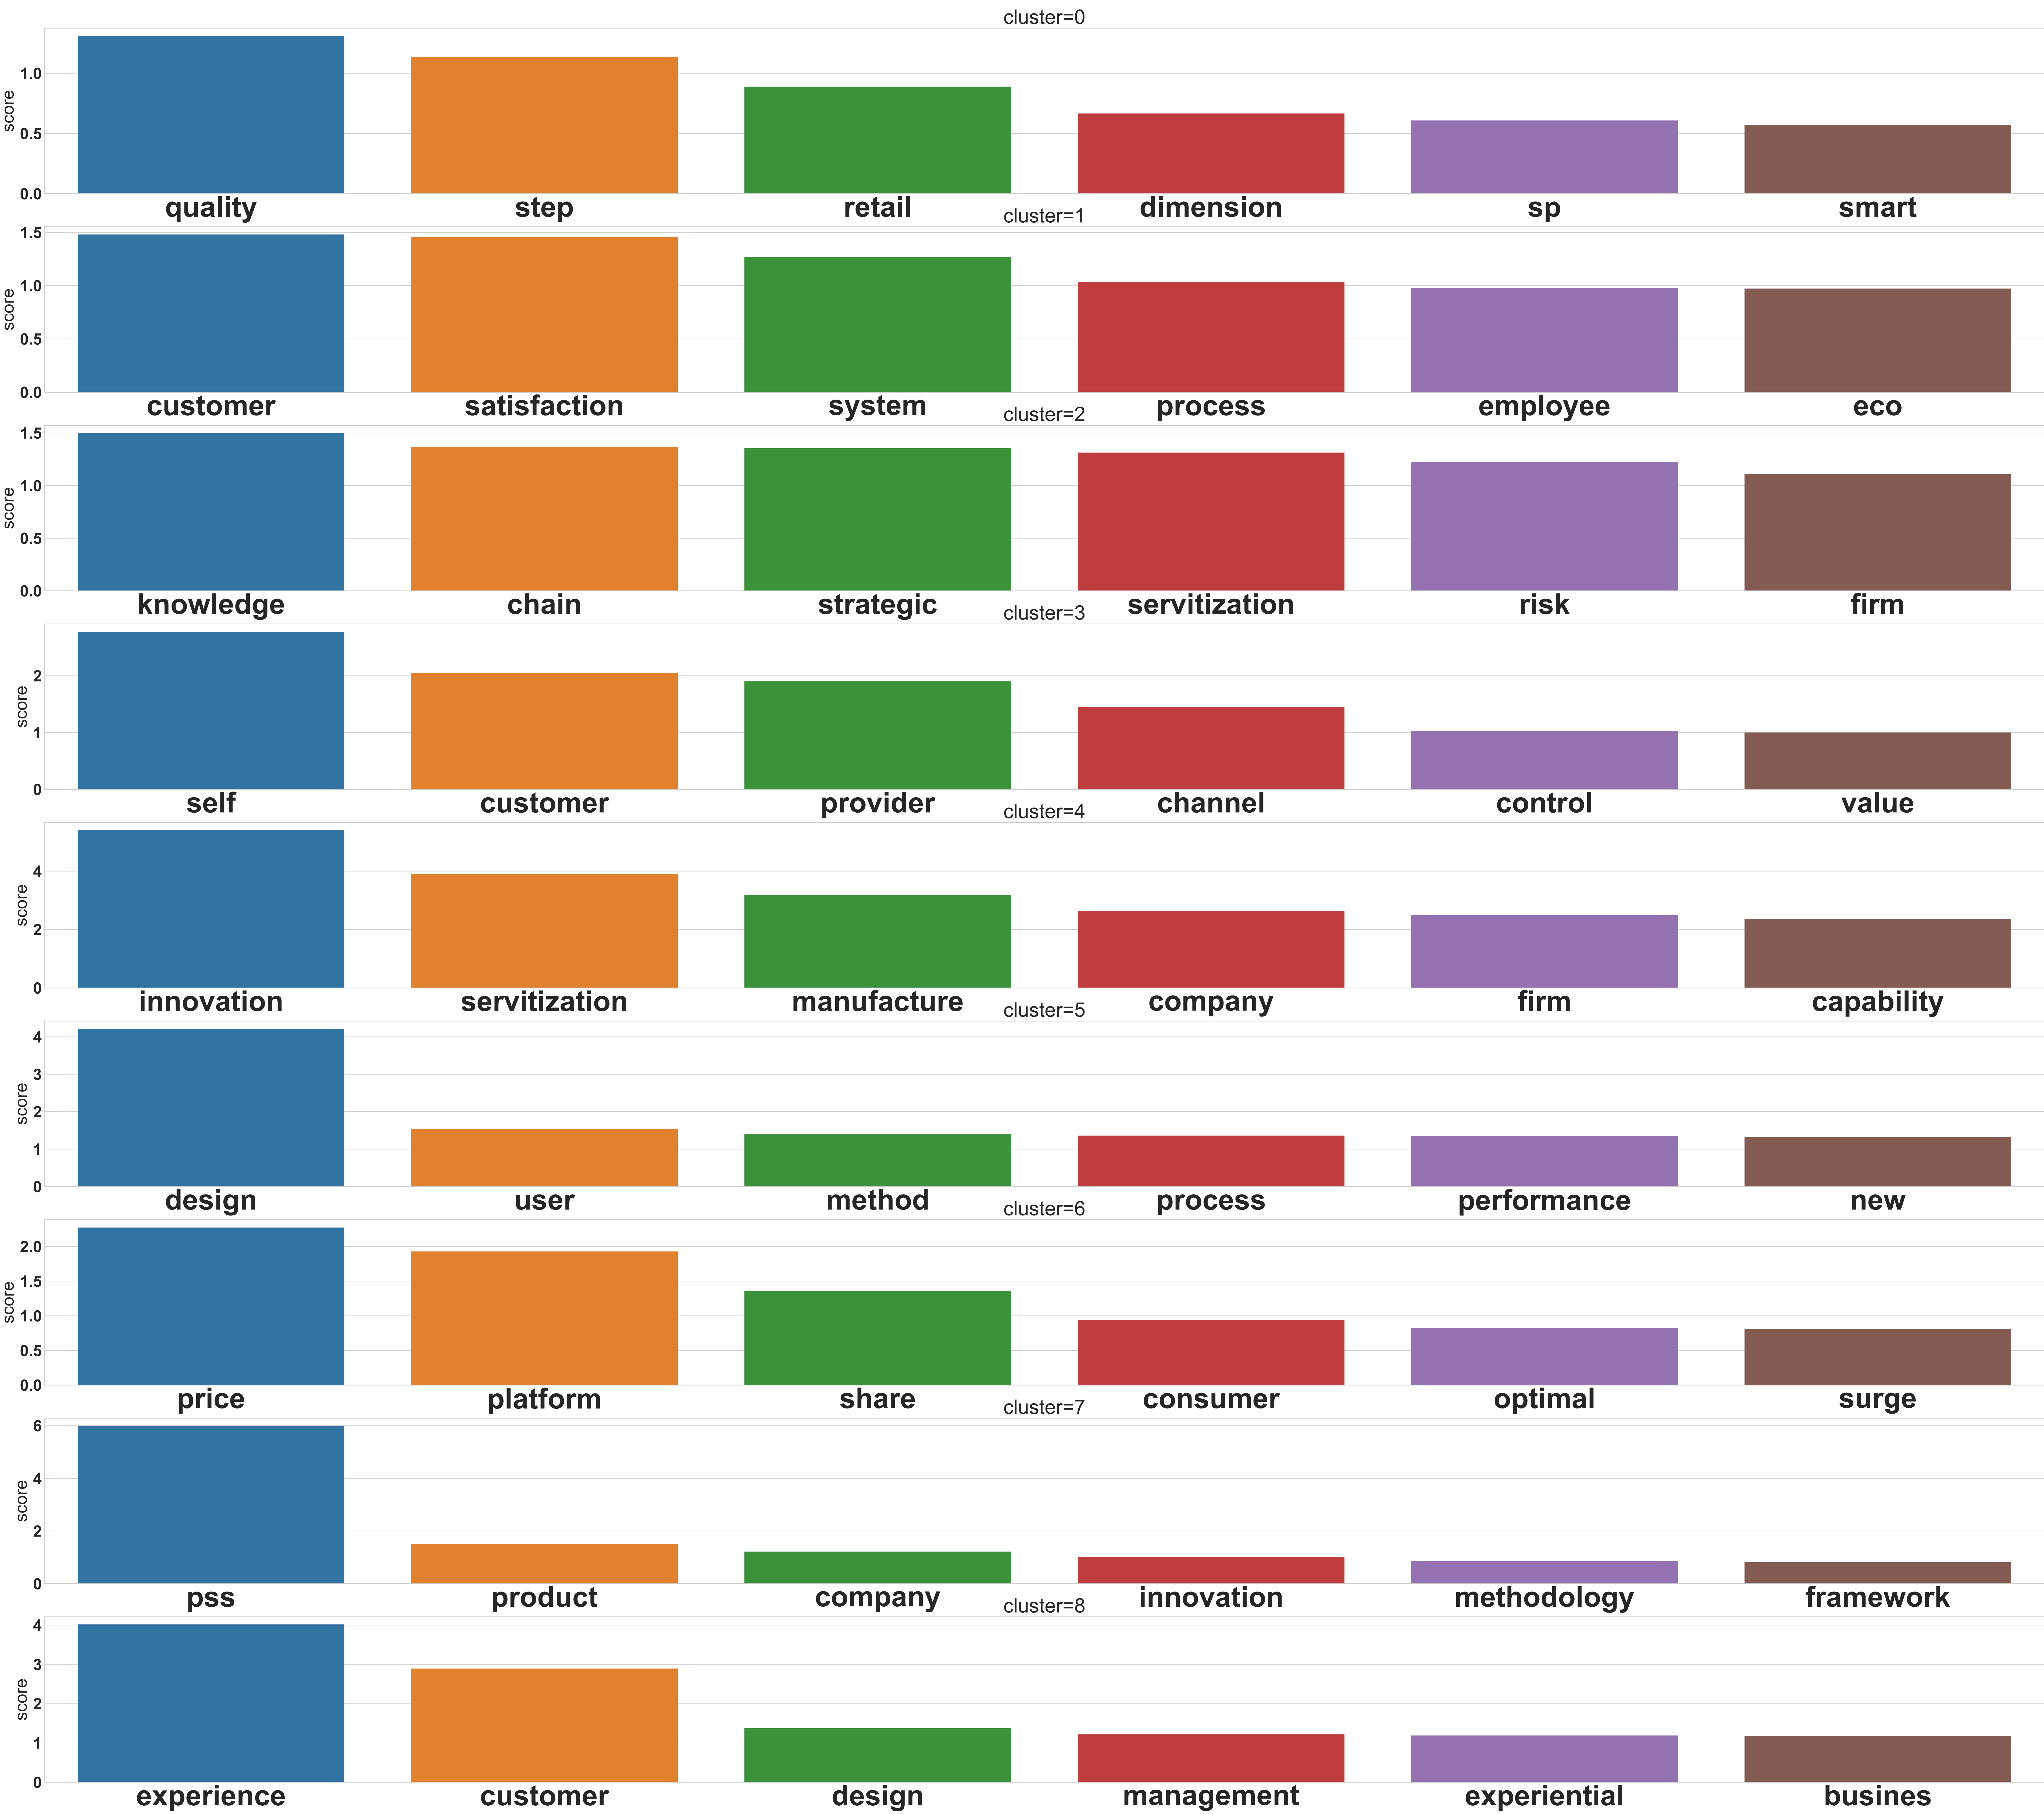 cluster=0
score
1.0
0.5
0.0
quality step retail dimension sp smart
cluster=1
score
1.5
1.0
0.5
0.0
customer satisfaction system process employee eco
cluster=2
score
1.5
1.0
0.5
0.0
knowledge chain strategic servitization risk firm
cluster=3
score
2
1
0
self customer provider channel control value
cluster=4
score
4
2
0
innovation servitization manufacture company firm capability
cluster=5
score
4
3
2
1
0
design user method process performance new
cluster=6
score
2.0
1.5
1.0
0.5
0.0
price platform share consumer optimal surge
cluster=7
score
6
4
2
0
pss product company innovation methodology framework
cluster=8
score
4
3
2
1
0
experience customer design management experiential busines